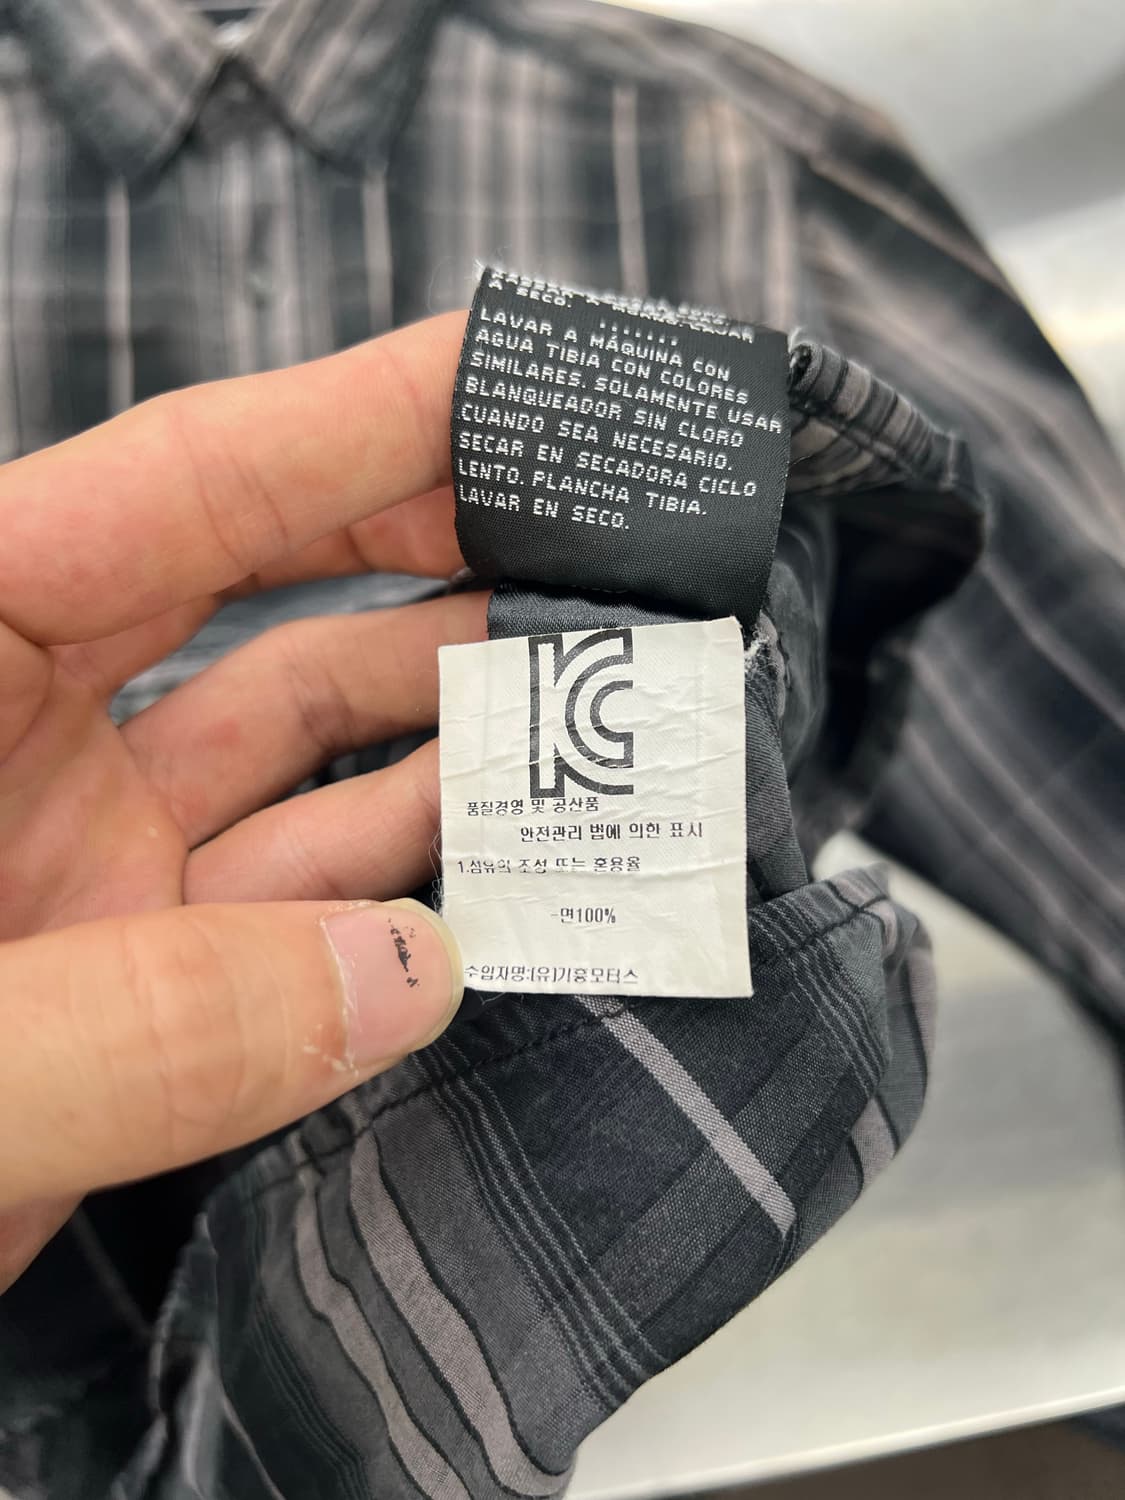 A SECO.
LAVAR A MÁQUINA CON
AGUA TIBIA CON COLORES
SIMILARES. SOLAMENTE USAR
BLANQUEADOR SIN CLORO
CUANDO SEA NECESARIO.
SECAR EN SECADORA CICLO
LENTO. PLANCHA TIBIA.
LAVAR EN SECO.
KC
품질경영 및 공산품
안전관리 법에 의한 표시
1.섬유의 조성 또는 혼용율
-면100%
수입자명:(유)기흥모터스